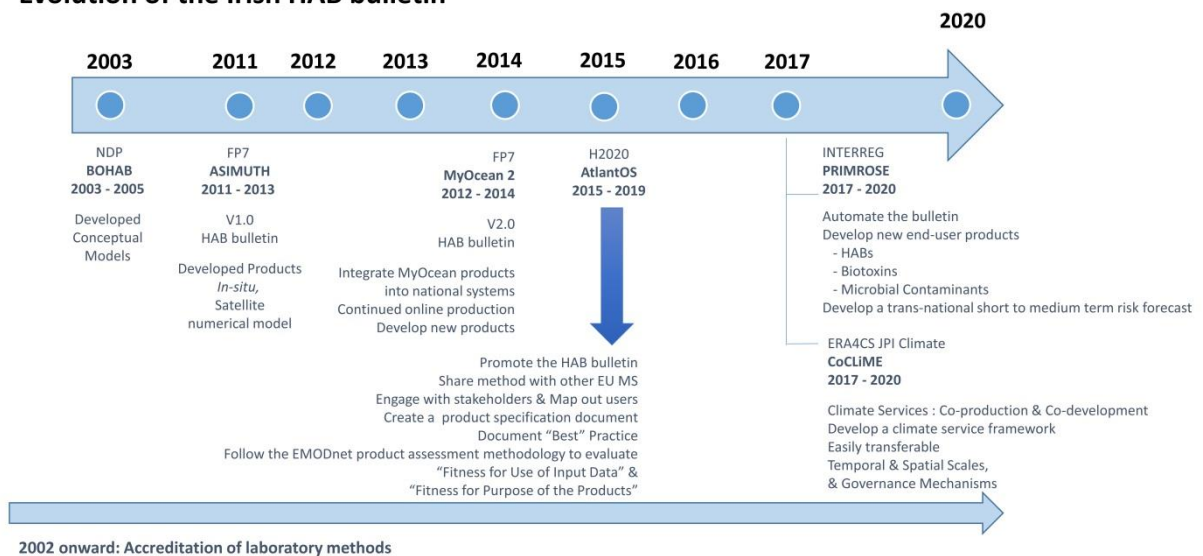 Evolution of the Irish HAB bulletin
2020
2003
2011
2012
2013
2014
2015
2016
2017
NDP
BOHAB
2003 - 2005
Developed
Conceptual
Models
FP7
ASIMUTH
2011 - 2013
V1.0
HAB bulletin
Developed Products
In-situ,
Satellite
numerical model
FP7
MyOcean 2
2012 - 2014
V2.0
HAB bulletin
Integrate MyOcean products
into national systems
Continued online production
Develop new products
H2020
AtlantOS
2015 - 2019
Promote the HAB bulletin
Share method with other EU MS
Engage with stakeholders & Map out users
Create a product specification document
Document “Best” Practice
Follow the EMODnet product assessment methodology to evaluate
“Fitness for Use of Input Data” &
“Fitness for Purpose of the Products”
INTERREG
PRIMROSE
2017 - 2020
Automate the bulletin
Develop new end-user products
- HABs
- Biotoxins
- Microbial Contaminants
Develop a trans-national short to medium term risk forecast
ERA4CS JPI Climate
CoCLiME
2017 - 2020
Climate Services : Co-production & Co-development
Develop a climate service framework
Easily transferable
Temporal & Spatial Scales,
& Governance Mechanisms
2002 onward: Accreditation of laboratory methods